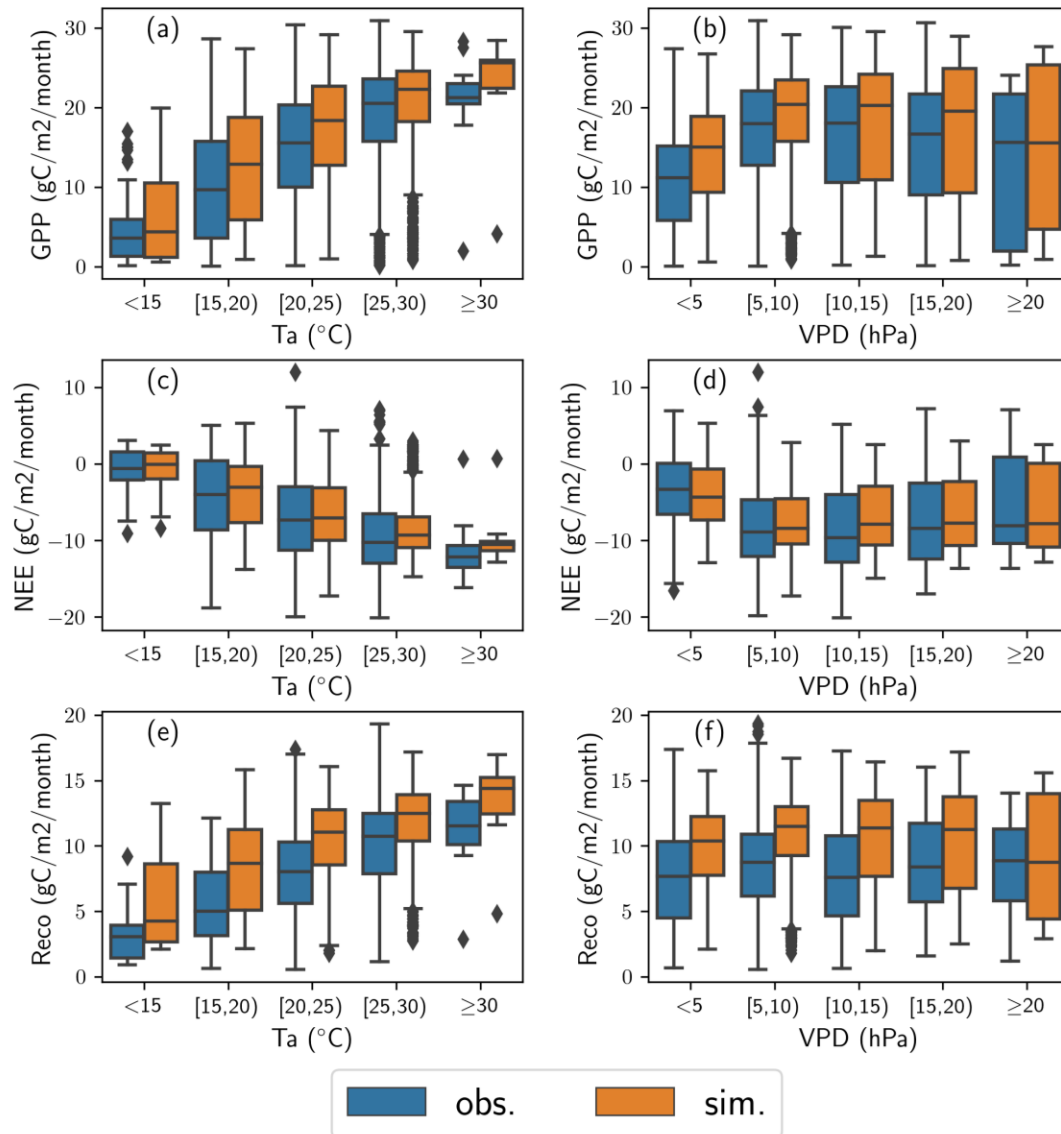 (a)
30
20
10
0
GPP (gC/m2/month)
<15 [15,20) [20,25) [25,30) ≥30
Ta (°C)
(b)
30
20
10
0
GPP (gC/m2/month)
<5 [5,10) [10,15) [15,20) ≥20
VPD (hPa)
(c)
10
0
−10
−20
NEE (gC/m2/month)
<15 [15,20) [20,25) [25,30) ≥30
Ta (°C)
(d)
10
0
−10
−20
NEE (gC/m2/month)
<5 [5,10) [10,15) [15,20) ≥20
VPD (hPa)
(e)
20
15
10
5
0
Reco (gC/m2/month)
<15 [15,20) [20,25) [25,30) ≥30
Ta (°C)
(f)
20
15
10
5
0
Reco (gC/m2/month)
<5 [5,10) [10,15) [15,20) ≥20
VPD (hPa)
obs. sim.